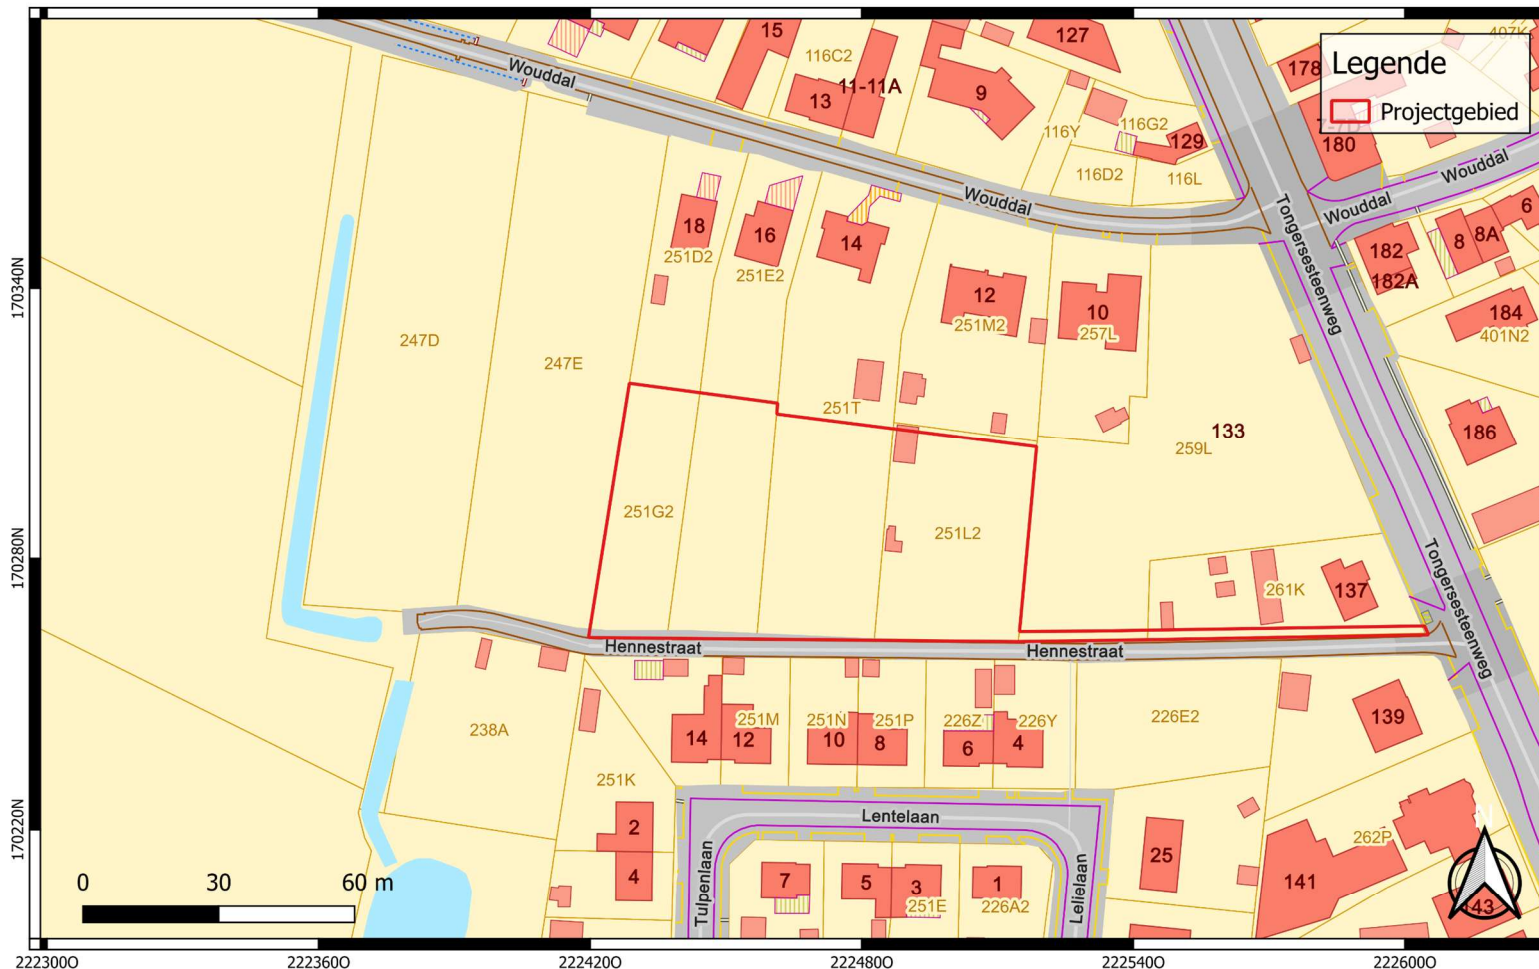 15
116C2
127
407K
178
Legende
Projectgebied
Wouddal
11-11A
13
9
116Y
116G2
129
180
116D2
116L
Wouddal
Wouddal
Wouddal
6
18
16
14
251D2
251E2
182
8
8A
182A
Tongersesteenweg
170340N
12
251M2
10
257L
184
401N2
247D
247E
251T
133
259L
186
251G2
251L2
170280N
Tongersesteenweg
261K
137
Hennestraat
Hennestraat
238A
14
12
251M
251N
10
251P
8
226Z
6
226Y
4
226E2
139
251K
2
4
170220N
Lentelaan
Tulpenlaan
Lelielaan
7
5
3
251E
1
226A2
25
141
262P
N
143
0 30 60 m
222300O 222360O 222420O 222480O 222540O 222600O